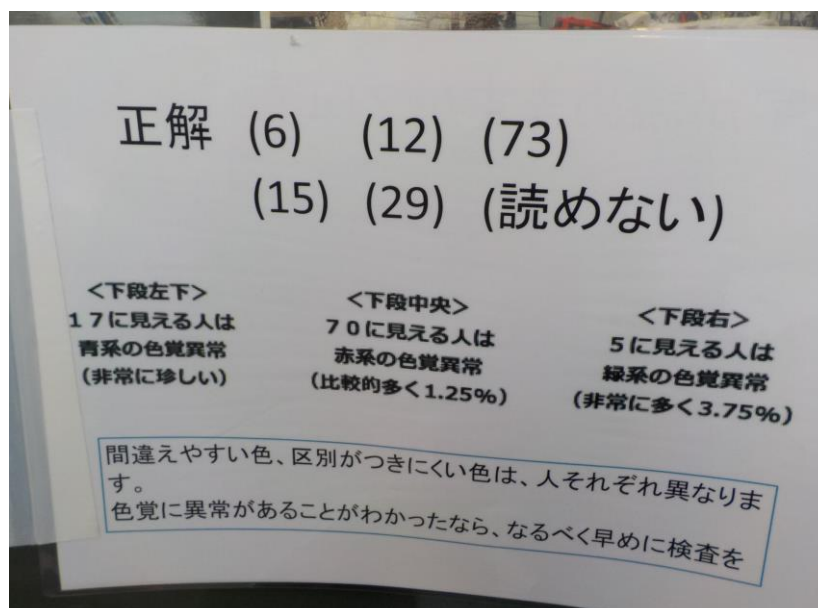 正解 (6) (12) (73)
(15) (29) (読めない)
<下段左下>
17に見える人は
青系の色覚異常
(非常に珍しい)
<下段中央>
70に見える人は
赤系の色覚異常
(比較的多く1.25%)
<下段右>
5に見える人は
緑系の色覚異常
(非常に多く3.75%)
間違えやすい色、区別がつきにくい色は、人それぞれ異なりま
す。
色覚に異常があることがわかったなら、なるべく早めに検査を